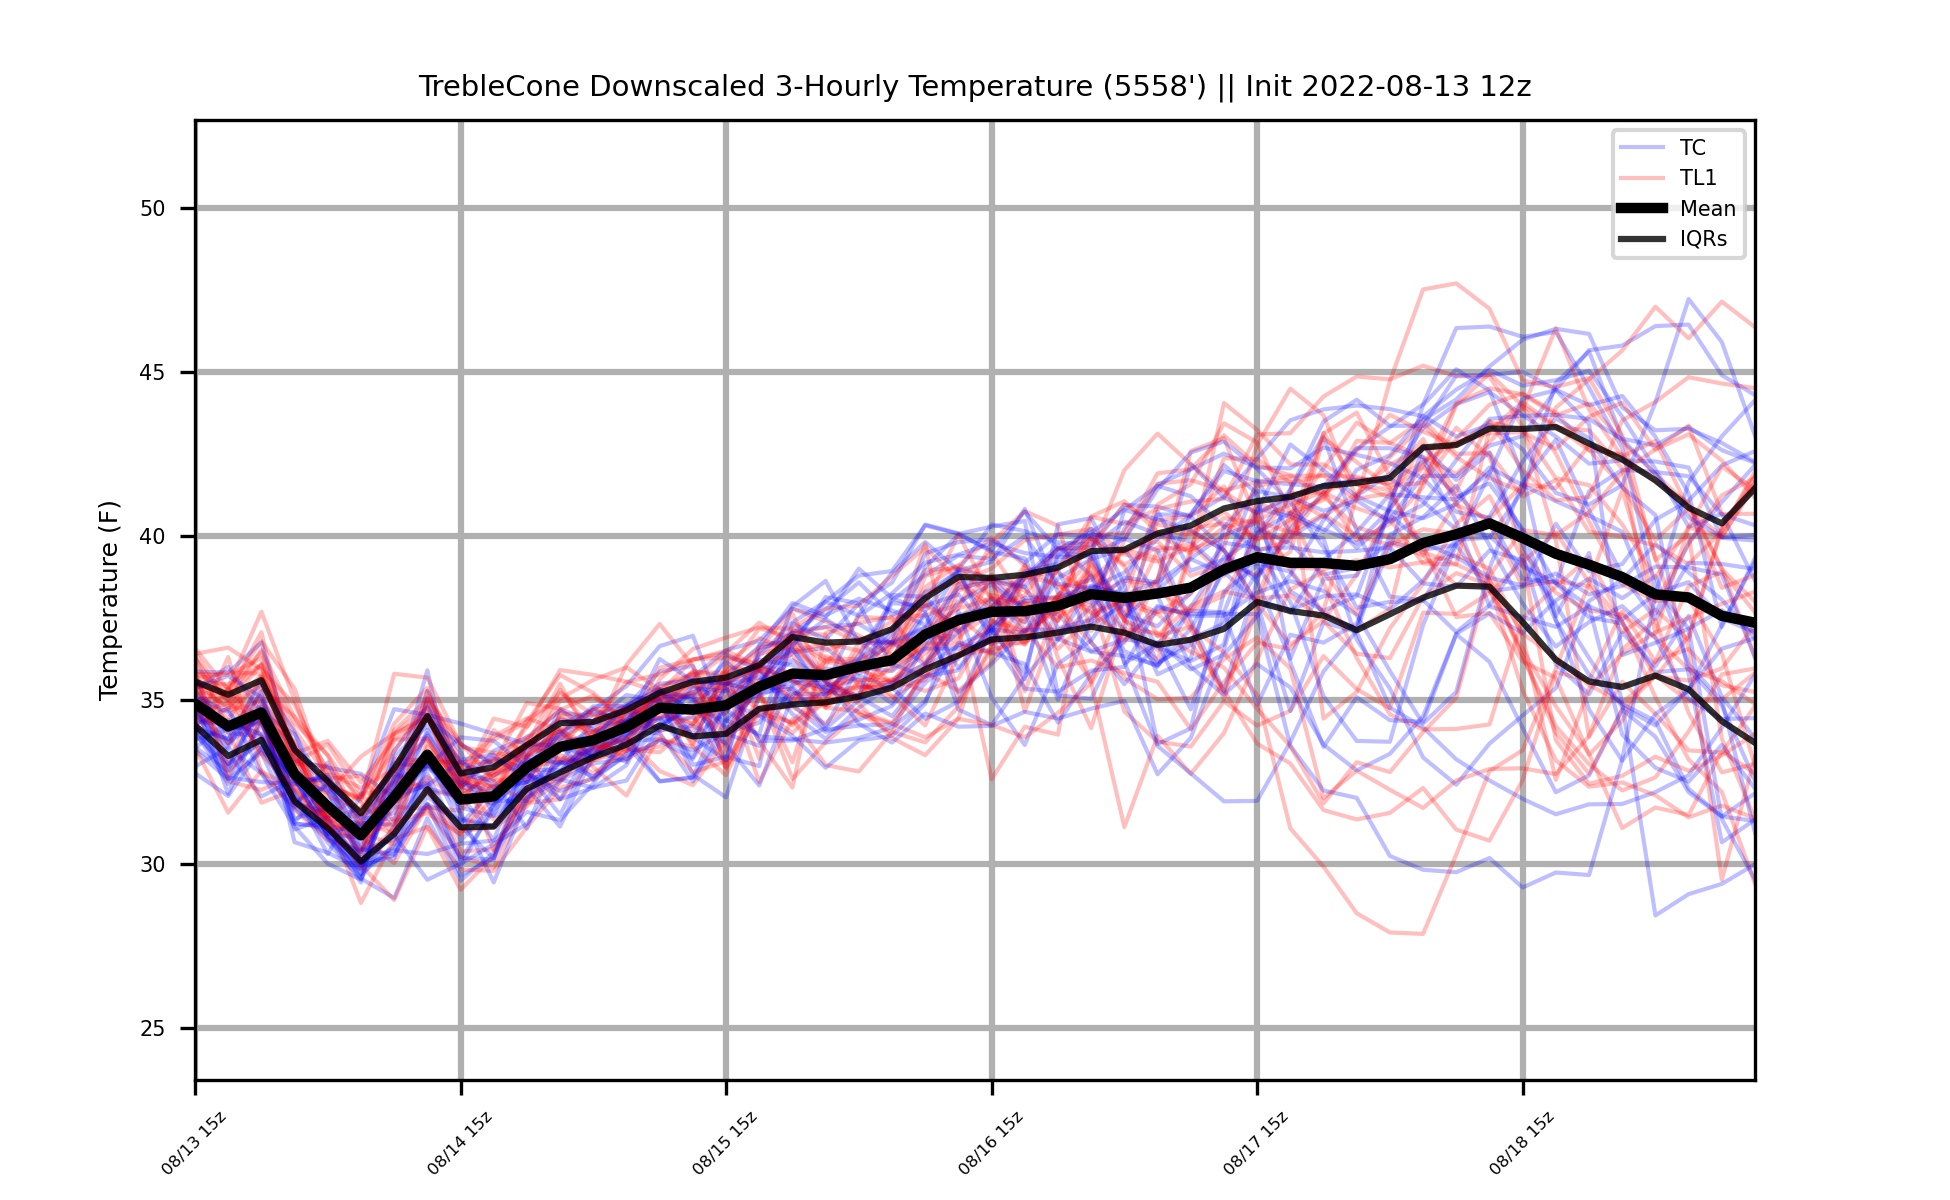 TrebleCone Downscaled 3-Hourly Temperature (5558') || Init 2022-08-13 12z
TC
TL1
Mean
IQRs
Temperature (F)
50
45
40
35
30
25
08/13 15z
08/14 15z
08/15 15z
08/16 15z
08/17 15z
08/18 15z